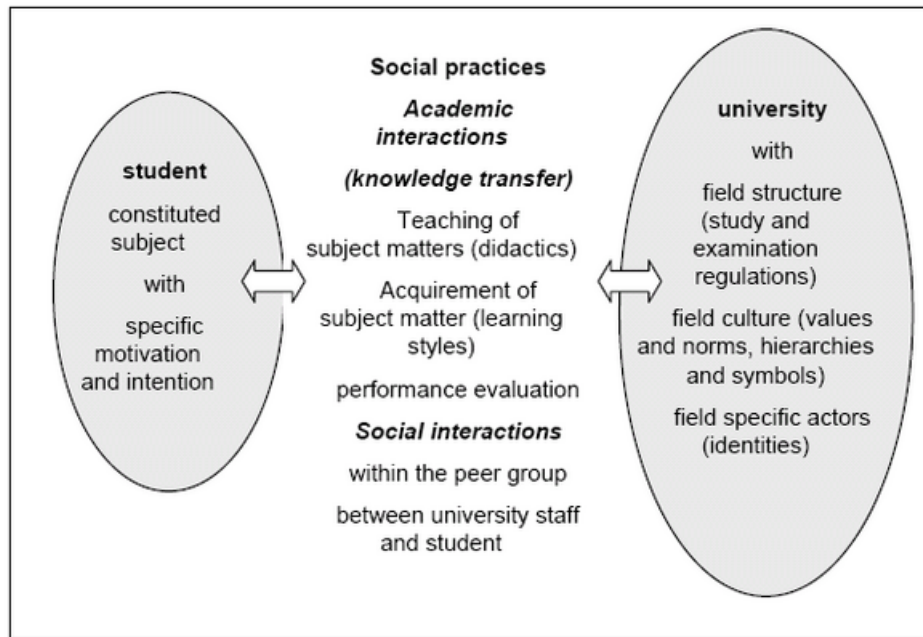 student
constituted
subject
with
specific
motivation
and intention
Social practices
Academic
interactions
(knowledge transfer)
Teaching of
subject matters (didactics)
Acquirement of
subject matter (learning
styles)
performance evaluation
Social interactions
within the peer group
between university staff
and student
university
with
field structure
(study and
examination
regulations)
field culture (values
and norms, hierarchies
and symbols)
field specific actors
(identities)